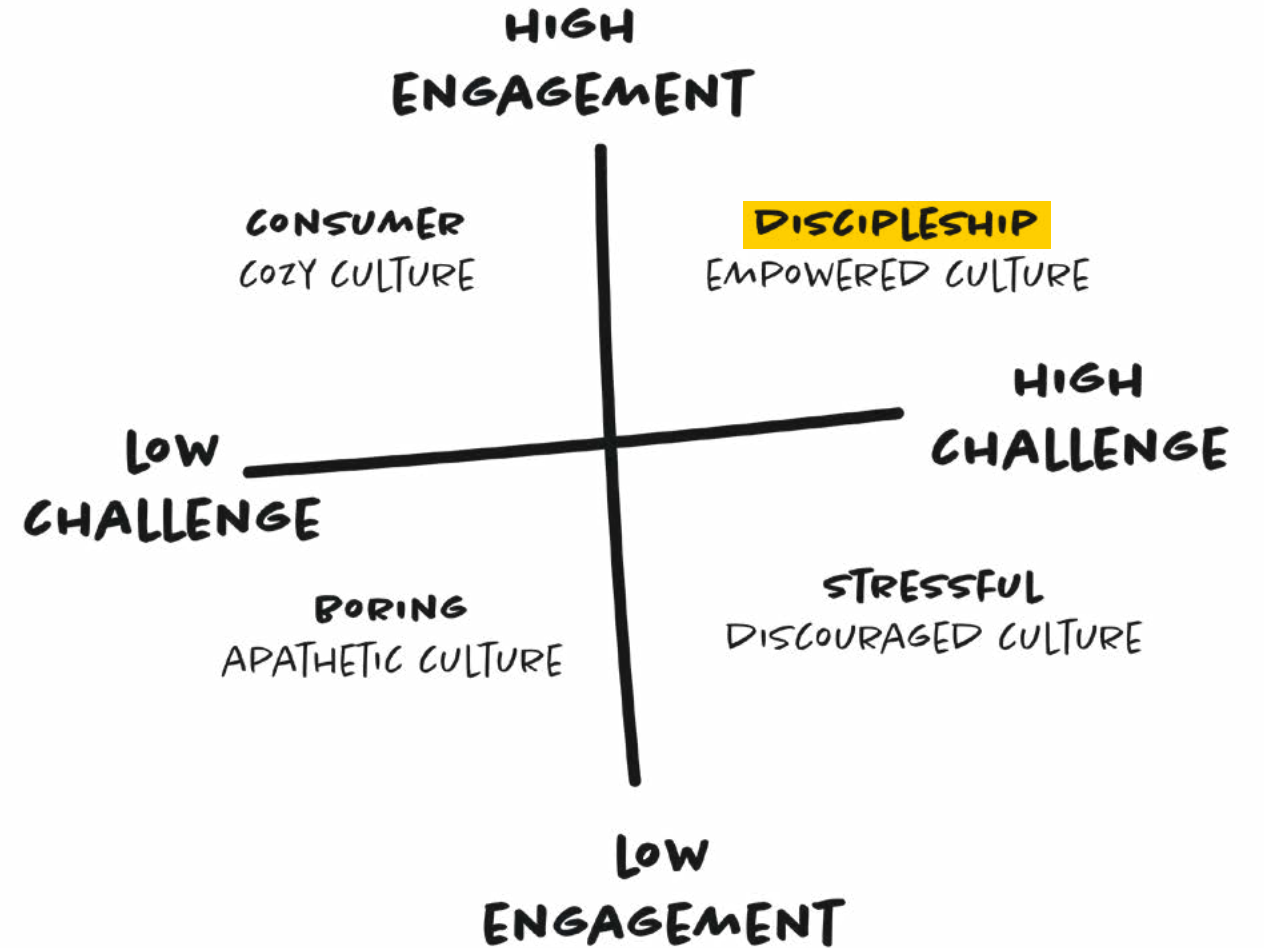 HIGH
ENGAGEMENT
CONSUMER
COZY CULTURE
DISCIPLESHIP
EMPOWERED CULTURE
HIGH
CHALLENGE
LOW
CHALLENGE
BORING
APATHETIC CULTURE
STRESSFUL
DISCOURAGED CULTURE
LOW
ENGAGEMENT